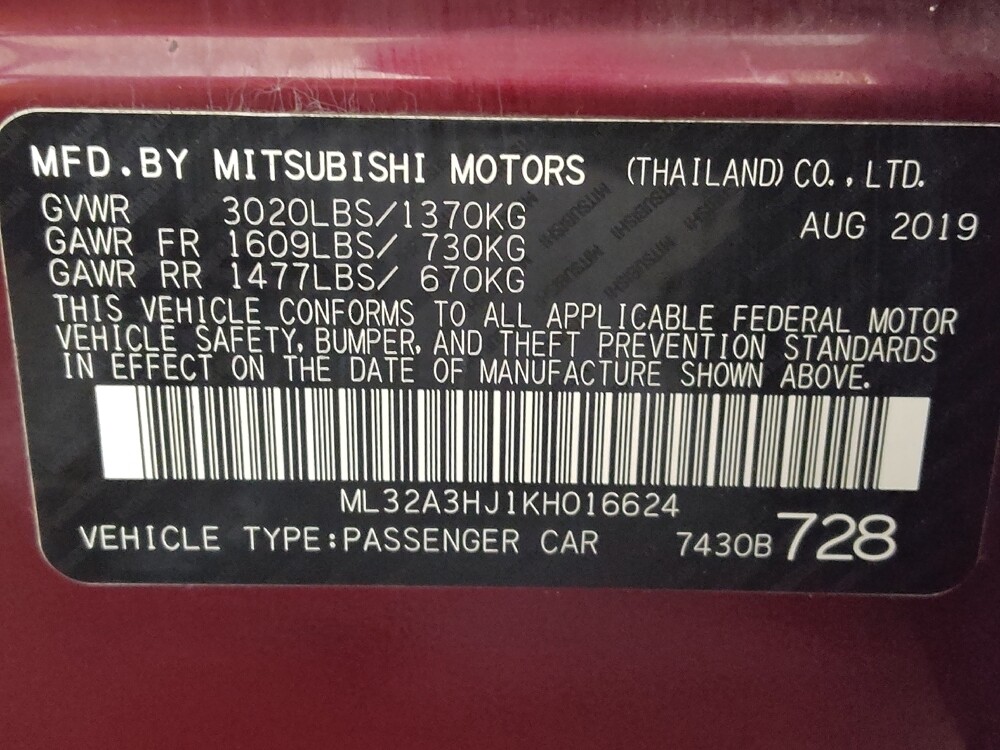 MFD.BY MITSUBISHI MOTORS (THAILAND) CO., LTD.
GVWR 3020LBS/1370KG AUG 2019
GAWR FR 1609LBS/ 730KG
GAWR RR 1477LBS/ 670KG
THIS VEHICLE CONFORMS TO ALL APPLICABLE FEDERAL MOTOR
VEHICLE SAFETY, BUMPER, AND THEFT PREVENTION STANDARDS
IN EFFECT ON THE DATE OF MANUFACTURE SHOWN ABOVE.
ML32A3HJ1KH016624
VEHICLE TYPE:PASSENGER CAR 7430B 728